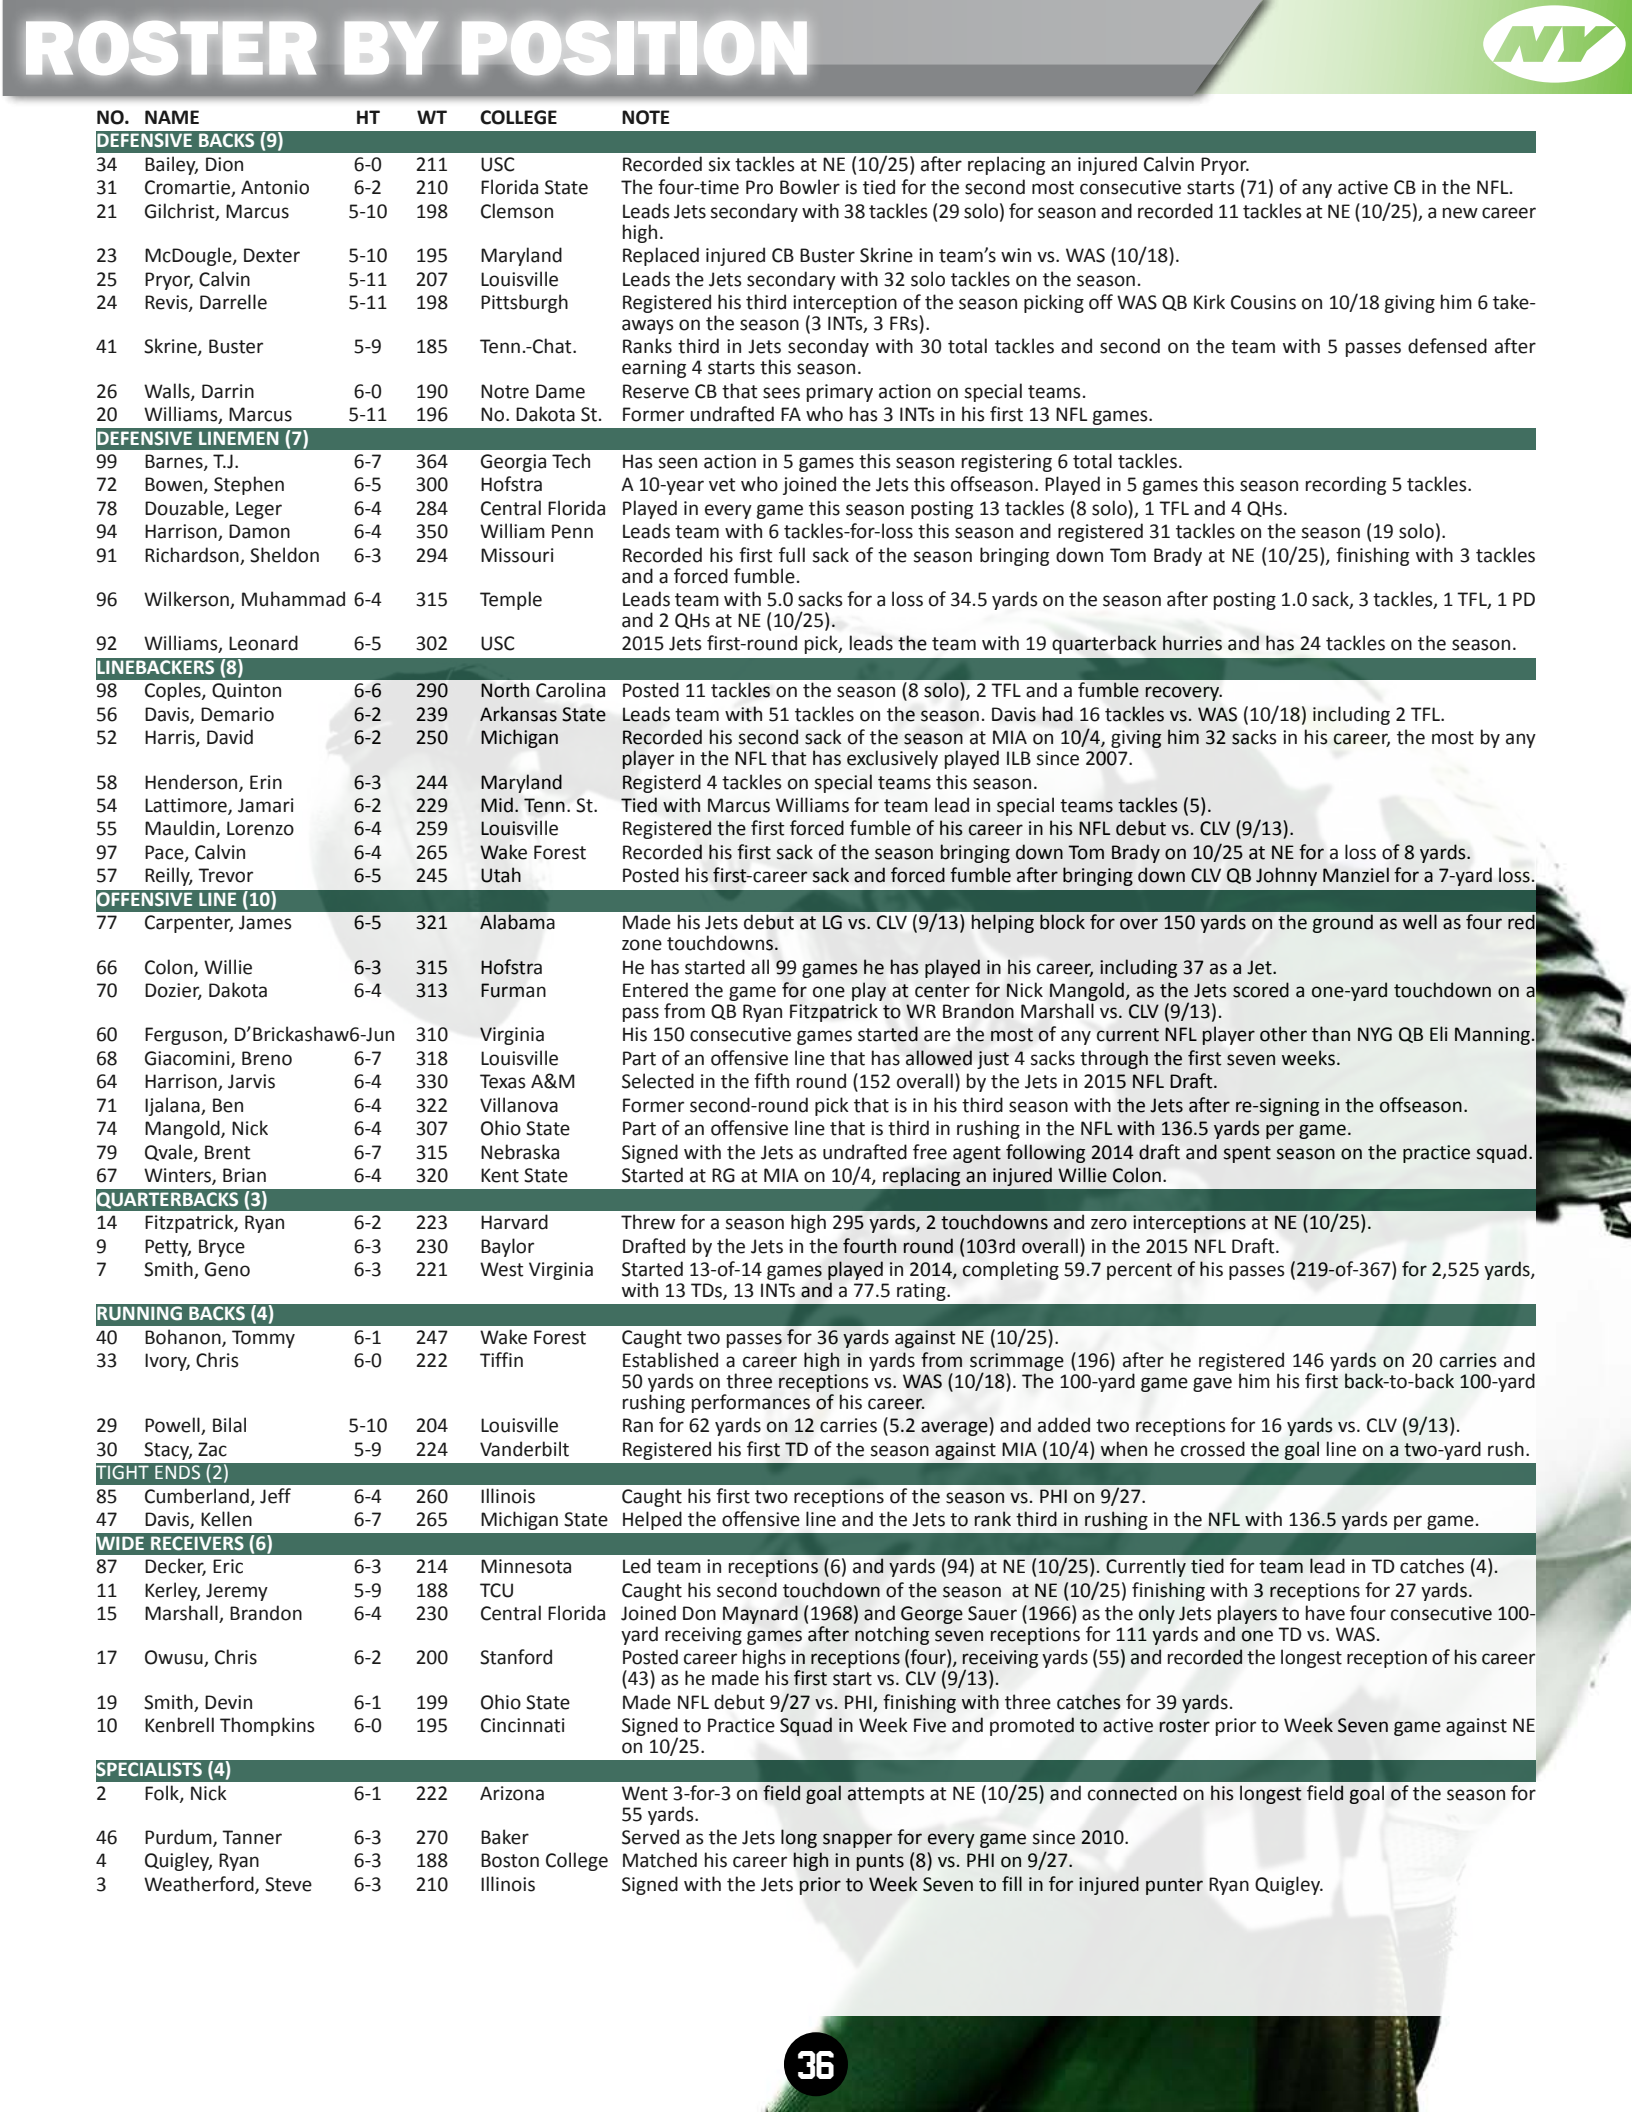 ROSTER BY POSITION
NY
NO. NAME HT WT COLLEGE NOTE
DEFENSIVE BACKS (9)
34 Bailey, Dion 6-0 211 USC Recorded six tackles at NE (10/25) after replacing an injured Calvin Pryor.
31 Cromartie, Antonio 6-2 210 Florida State The four-time Pro Bowler is tied for the second most consecutive starts (71) of any active CB in the NFL.
21 Gilchrist, Marcus 5-10 198 Clemson Leads Jets secondary with 38 tackles (29 solo) for season and recorded 11 tackles at NE (10/25), a new career
high.
23 McDougle, Dexter 5-10 195 Maryland Replaced injured CB Buster Skrine in team's win vs. WAS (10/18).
25 Pryor, Calvin 5-11 207 Louisville Leads the Jets secondary with 32 solo tackles on the season.
24 Revis, Darrelle 5-11 198 Pittsburgh Registered his third interception of the season picking off WAS QB Kirk Cousins on 10/18 giving him 6 take-
aways on the season (3 INTs, 3 FRs).
41 Skrine, Buster 5-9 185 Tenn.-Chat. Ranks third in Jets seconday with 30 total tackles and second on the team with 5 passes defensed after
earning 4 starts this season.
26 Walls, Darrin 6-0 190 Notre Dame Reserve CB that sees primary action on special teams.
20 Williams, Marcus 5-11 196 No. Dakota St. Former undrafted FA who has 3 INTs in his first 13 NFL games.
DEFENSIVE LINEMEN (7)
99 Barnes, T.J. 6-7 364 Georgia Tech Has seen action in 5 games this season registering 6 total tackles.
72 Bowen, Stephen 6-5 300 Hofstra A 10-year vet who joined the Jets this offseason. Played in 5 games this season recording 5 tackles.
78 Douzable, Leger 6-4 284 Central Florida Played in every game this season posting 13 tackles (8 solo), 1 TFL and 4 QHs.
94 Harrison, Damon 6-4 350 William Penn Leads team with 6 tackles-for-loss this season and registered 31 tackles on the season (19 solo).
91 Richardson, Sheldon 6-3 294 Missouri Recorded his first full sack of the season bringing down Tom Brady at NE (10/25), finishing with 3 tackles
and a forced fumble.
96 Wilkerson, Muhammad 6-4 315 Temple Leads team with 5.0 sacks for a loss of 34.5 yards on the season after posting 1.0 sack, 3 tackles, 1 TFL, 1 PD
and 2 QHs at NE (10/25).
92 Williams, Leonard 6-5 302 USC 2015 Jets first-round pick, leads the team with 19 quarterback hurries and has 24 tackles on the season.
LINEBACKERS (8)
98 Coples, Quinton 6-6 290 North Carolina Posted 11 tackles on the season (8 solo), 2 TFL and a fumble recovery.
56 Davis, Demario 6-2 239 Arkansas State Leads team with 51 tackles on the season. Davis had 16 tackles vs. WAS (10/18) including 2 TFL.
52 Harris, David 6-2 250 Michigan Recorded his second sack of the season at MIA on 10/4, giving him 32 sacks in his career, the most by any
player in the NFL that has exclusively played ILB since 2007.
58 Henderson, Erin 6-3 244 Maryland Registerd 4 tackles on special teams this season.
54 Lattimore, Jamari 6-2 229 Mid. Tenn. St. Tied with Marcus Williams for team lead in special teams tackles (5).
55 Mauldin, Lorenzo 6-4 259 Louisville Registered the first forced fumble of his career in his NFL debut vs. CLV (9/13).
97 Pace, Calvin 6-4 265 Wake Forest Recorded his first sack of the season bringing down Tom Brady on 10/25 at NE for a loss of 8 yards.
57 Reilly, Trevor 6-5 245 Utah Posted his first-career sack and forced fumble after bringing down CLV QB Johnny Manziel for a 7-yard loss.
OFFENSIVE LINE (10)
77 Carpenter, James 6-5 321 Alabama Made his Jets debut at LG vs. CLV (9/13) helping block for over 150 yards on the ground as well as four red
zone touchdowns.
66 Colon, Willie 6-3 315 Hofstra He has started all 99 games he has played in his career, including 37 as a Jet.
70 Dozier, Dakota 6-4 313 Furman Entered the game for one play at center for Nick Mangold, as the Jets scored a one-yard touchdown on a
pass from QB Ryan Fitzpatrick to WR Brandon Marshall vs. CLV (9/13).
60 Ferguson, D'Brickashaw6-Jun 310 Virginia His 150 consecutive games started are the most of any current NFL player other than NYG QB Eli Manning.
68 Giacomini, Breno 6-7 318 Louisville Part of an offensive line that has allowed just 4 sacks through the first seven weeks.
64 Harrison, Jarvis 6-4 330 Texas A&M Selected in the fifth round (152 overall) by the Jets in 2015 NFL Draft.
71 Ijalana, Ben 6-4 322 Villanova Former second-round pick that is in his third season with the Jets after re-signing in the offseason.
74 Mangold, Nick 6-4 307 Ohio State Part of an offensive line that is third in rushing in the NFL with 136.5 yards per game.
79 Qvale, Brent 6-7 315 Nebraska Signed with the Jets as undrafted free agent following 2014 draft and spent season on the practice squad.
67 Winters, Brian 6-4 320 Kent State Started at RG at MIA on 10/4, replacing an injured Willie Colon.
QUARTERBACKS (3)
14 Fitzpatrick, Ryan 6-2 223 Harvard Threw for a season high 295 yards, 2 touchdowns and zero interceptions at NE (10/25).
9 Petty, Bryce 6-3 230 Baylor Drafted by the Jets in the fourth round (103rd overall) in the 2015 NFL Draft.
7 Smith, Geno 6-3 221 West Virginia Started 13-of-14 games played in 2014, completing 59.7 percent of his passes (219-of-367) for 2,525 yards,
with 13 TDs, 13 INTs and a 77.5 rating.
RUNNING BACKS (4)
40 Bohanon, Tommy 6-1 247 Wake Forest Caught two passes for 36 yards against NE (10/25).
33 Ivory, Chris 6-0 222 Tiffin Established a career high in yards from scrimmage (196) after he registered 146 yards on 20 carries and
50 yards on three receptions vs. WAS (10/18). The 100-yard game gave him his first back-to-back 100-yard
rushing performances of his career.
29 Powell, Bilal 5-10 204 Louisville Ran for 62 yards on 12 carries (5.2 average) and added two receptions for 16 yards vs. CLV (9/13).
30 Stacy, Zac 5-9 224 Vanderbilt Registered his first TD of the season against MIA (10/4) when he crossed the goal line on a two-yard rush.
TIGHT ENDS (2)
85 Cumberland, Jeff 6-4 260 Illinois Caught his first two receptions of the season vs. PHI on 9/27.
47 Davis, Kellen 6-7 265 Michigan State Helped the offensive line and the Jets to rank third in rushing in the NFL with 136.5 yards per game.
WIDE RECEIVERS (6)
87 Decker, Eric 6-3 214 Minnesota Led team in receptions (6) and yards (94) at NE (10/25). Currently tied for team lead in TD catches (4).
11 Kerley, Jeremy 5-9 188 TCU Caught his second touchdown of the season at NE (10/25) finishing with 3 receptions for 27 yards.
15 Marshall, Brandon 6-4 230 Central Florida Joined Don Maynard (1968) and George Sauer (1966) as the only Jets players to have four consecutive 100-
yard receiving games after notching seven receptions for 111 yards and one TD vs. WAS.
17 Owusu, Chris 6-2 200 Stanford Posted career highs in receptions (four), receiving yards (55) and recorded the longest reception of his career
(43) as he made his first start vs. CLV (9/13).
19 Smith, Devin 6-1 199 Ohio State Made NFL debut 9/27 vs. PHI, finishing with three catches for 39 yards.
10 Kenbrell Thompkins 6-0 195 Cincinnati Signed to Practice Squad in Week Five and promoted to active roster prior to Week Seven game against NE
on 10/25.
SPECIALISTS (4)
2 Folk, Nick 6-1 222 Arizona Went 3-for-3 on field goal attempts at NE (10/25) and connected on his longest field goal of the season for
55 yards.
46 Purdum, Tanner 6-3 270 Baker Served as the Jets long snapper for every game since 2010.
4 Quigley, Ryan 6-3 188 Boston College Matched his career high in punts (8) vs. PHI on 9/27.
3 Weatherford, Steve 6-3 210 Illinois Signed with the Jets prior to Week Seven to fill in for injured punter Ryan Quigley.
36